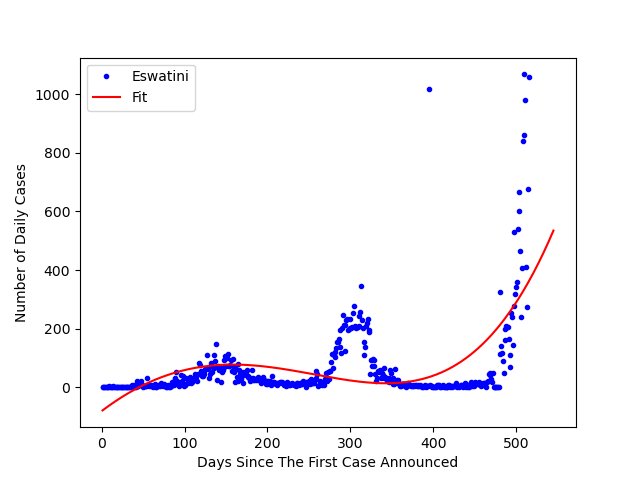 Eswatini
Fit
1000
800
600
400
200
0
Number of Daily Cases
0 100 200 300 400 500
Days Since The First Case Announced